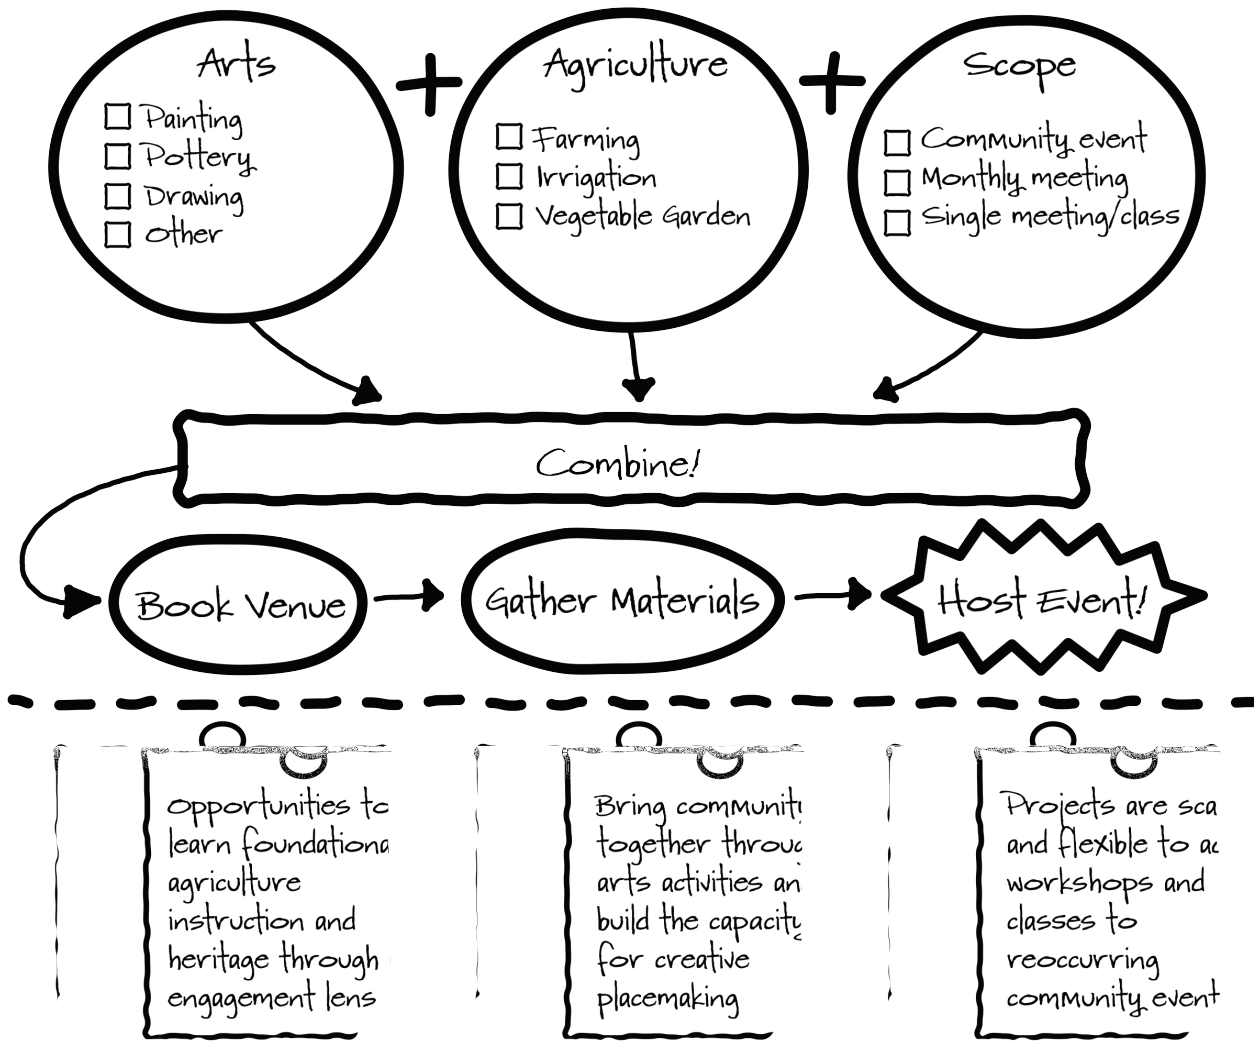 Arts
Painting
Pottery
Drawing
Other
+
Agriculture
Farming
Irrigation
Vegetable Garden
+
Scope
Community event
Monthly meeting
Single meeting/class
Combine!
Book Venue
Gather Materials
Host Event!
Opportunities to
learn foundationa
agriculture
instruction and
heritage through
engagement lens
Bring community
together throug
arts activities an
build the capacity
for creative
placemaking
Projects are sca
and flexible to ac
workshops and
classes to
reoccurring
community event